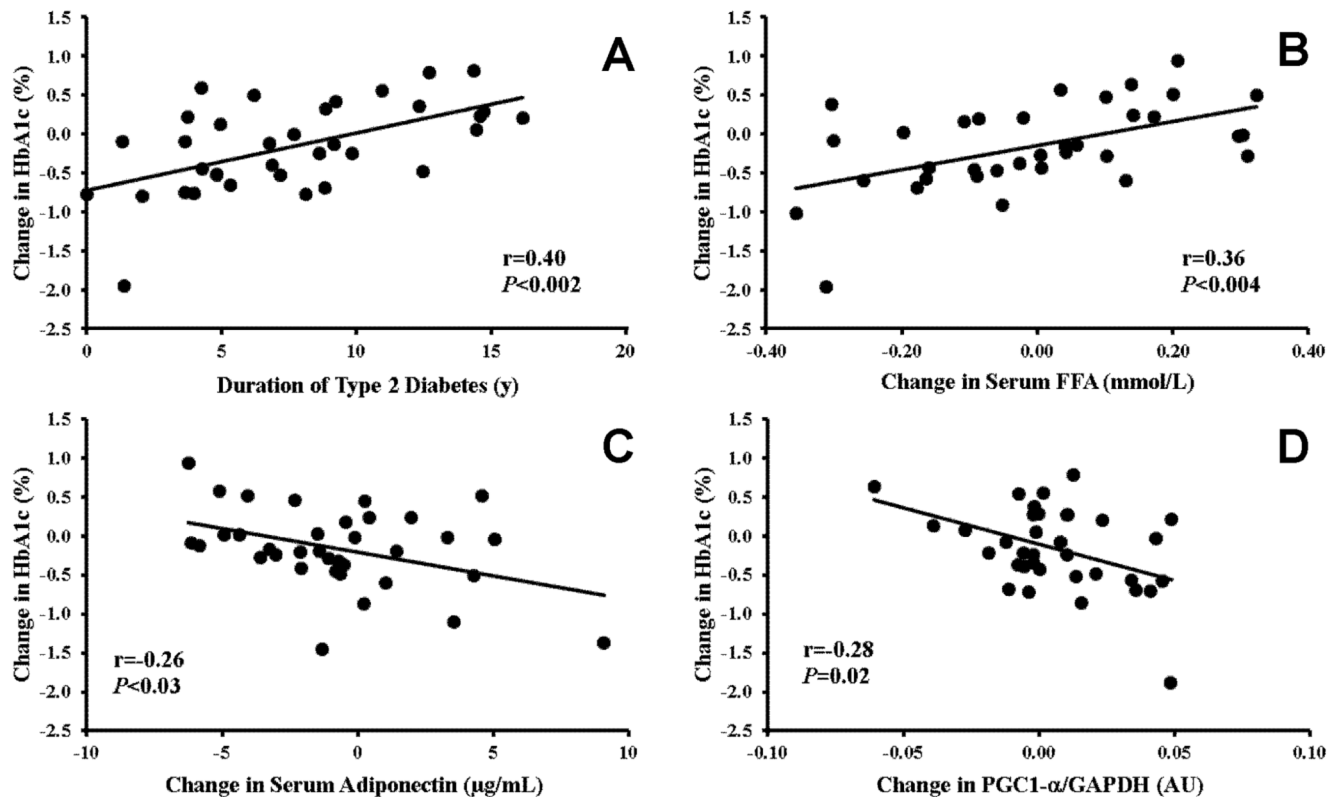 A
Change in HbA1c (%)
1.5
1.0
0.5
0.0
-0.5
-1.0
-1.5
-2.0
-2.5
r=0.40
P<0.002
0 5 10 15 20
Duration of Type 2 Diabetes (y)
B
Change in HbA1c (%)
1.5
1.0
0.5
0.0
-0.5
-1.0
-1.5
-2.0
-2.5
r=0.36
P<0.004
-0.40 -0.20 0.00 0.20 0.40
Change in Serum FFA (mmol/L)
C
Change in HbA1c (%)
1.5
1.0
0.5
0.0
-0.5
-1.0
-1.5
-2.0
-2.5
r=-0.26
P<0.03
-10 -5 0 5 10
Change in Serum Adiponectin (µg/mL)
D
Change in HbA1c (%)
1.5
1.0
0.5
0.0
-0.5
-1.0
-1.5
-2.0
-2.5
r=-0.28
P=0.02
-0.10 -0.05 0.00 0.05 0.10
Change in PGC1-α/GAPDH (AU)